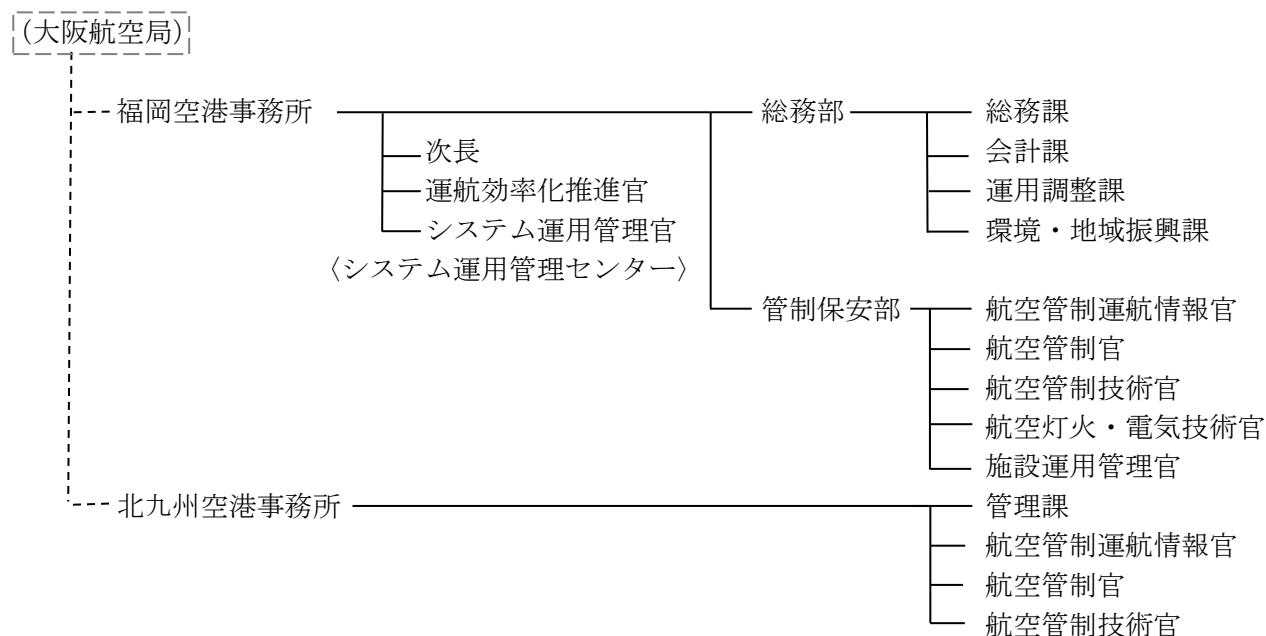 (大阪航空局)
福岡空港事務所 総務部 総務課
次長 会計課
運航効率化推進官 運用調整課
システム運用管理官 環境・地域振興課
〈システム運用管理センター〉
管制保安部 航空管制運航情報官
航空管制官
航空管制技術官
航空灯火・電気技術官
施設運用管理官
北九州空港事務所 管理課
航空管制運航情報官
航空管制官
航空管制技術官